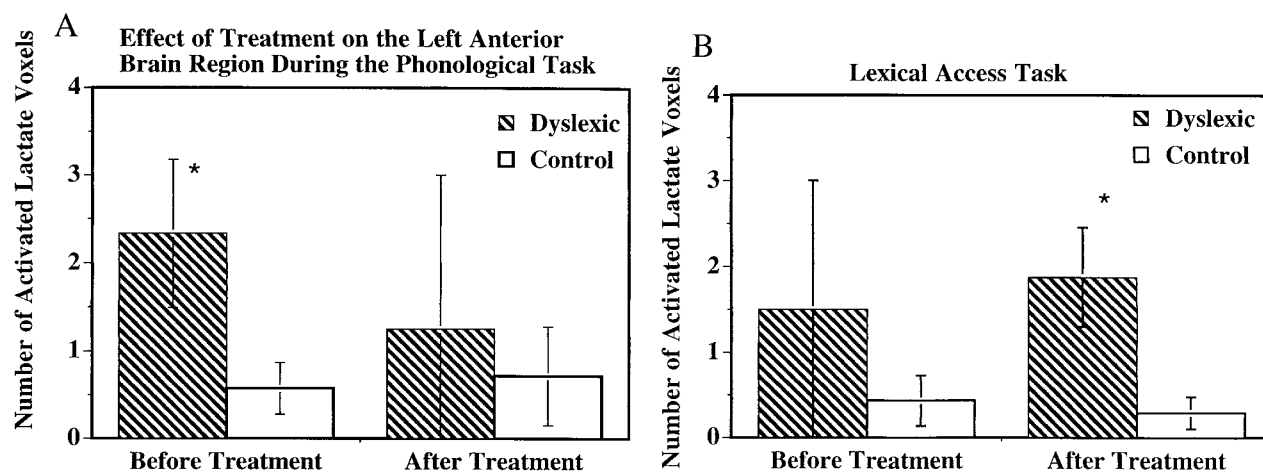 A
Effect of Treatment on the Left Anterior
Brain Region During the Phonological Task
Number of Activated Lactate Voxels
4
3
2
1
0
Dyslexic
Control
*
Before Treatment
After Treatment
B
Lexical Access Task
Number of Activated Lactate Voxels
4
3
2
1
0
Dyslexic
Control
*
Before Treatment
After Treatment